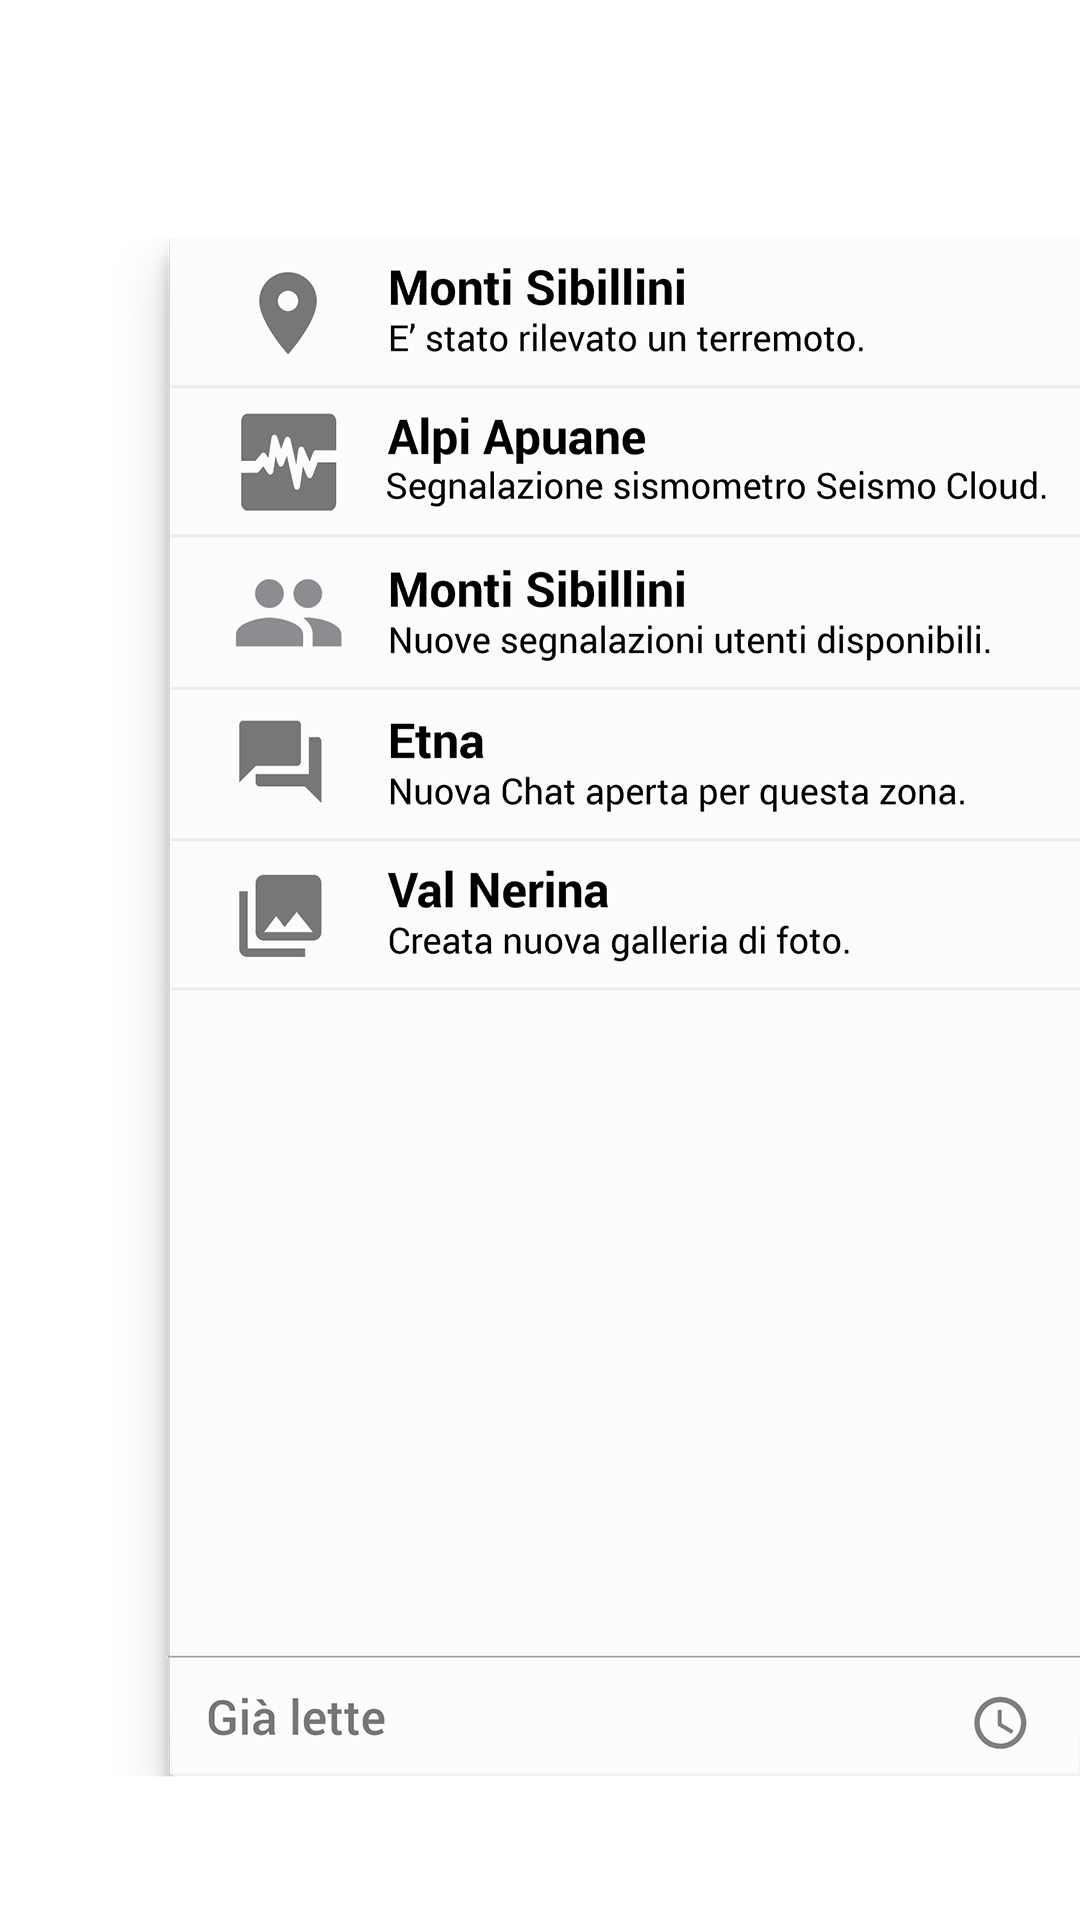 Monti Sibillini
E’ stato rilevato un terremoto.
Alpi Apuane
Segnalazione sismometro Seismo Cloud.
Monti Sibillini
Nuove segnalazioni utenti disponibili.
Etna
Nuova Chat aperta per questa zona.
Val Nerina
Creata nuova galleria di foto.
Già lette